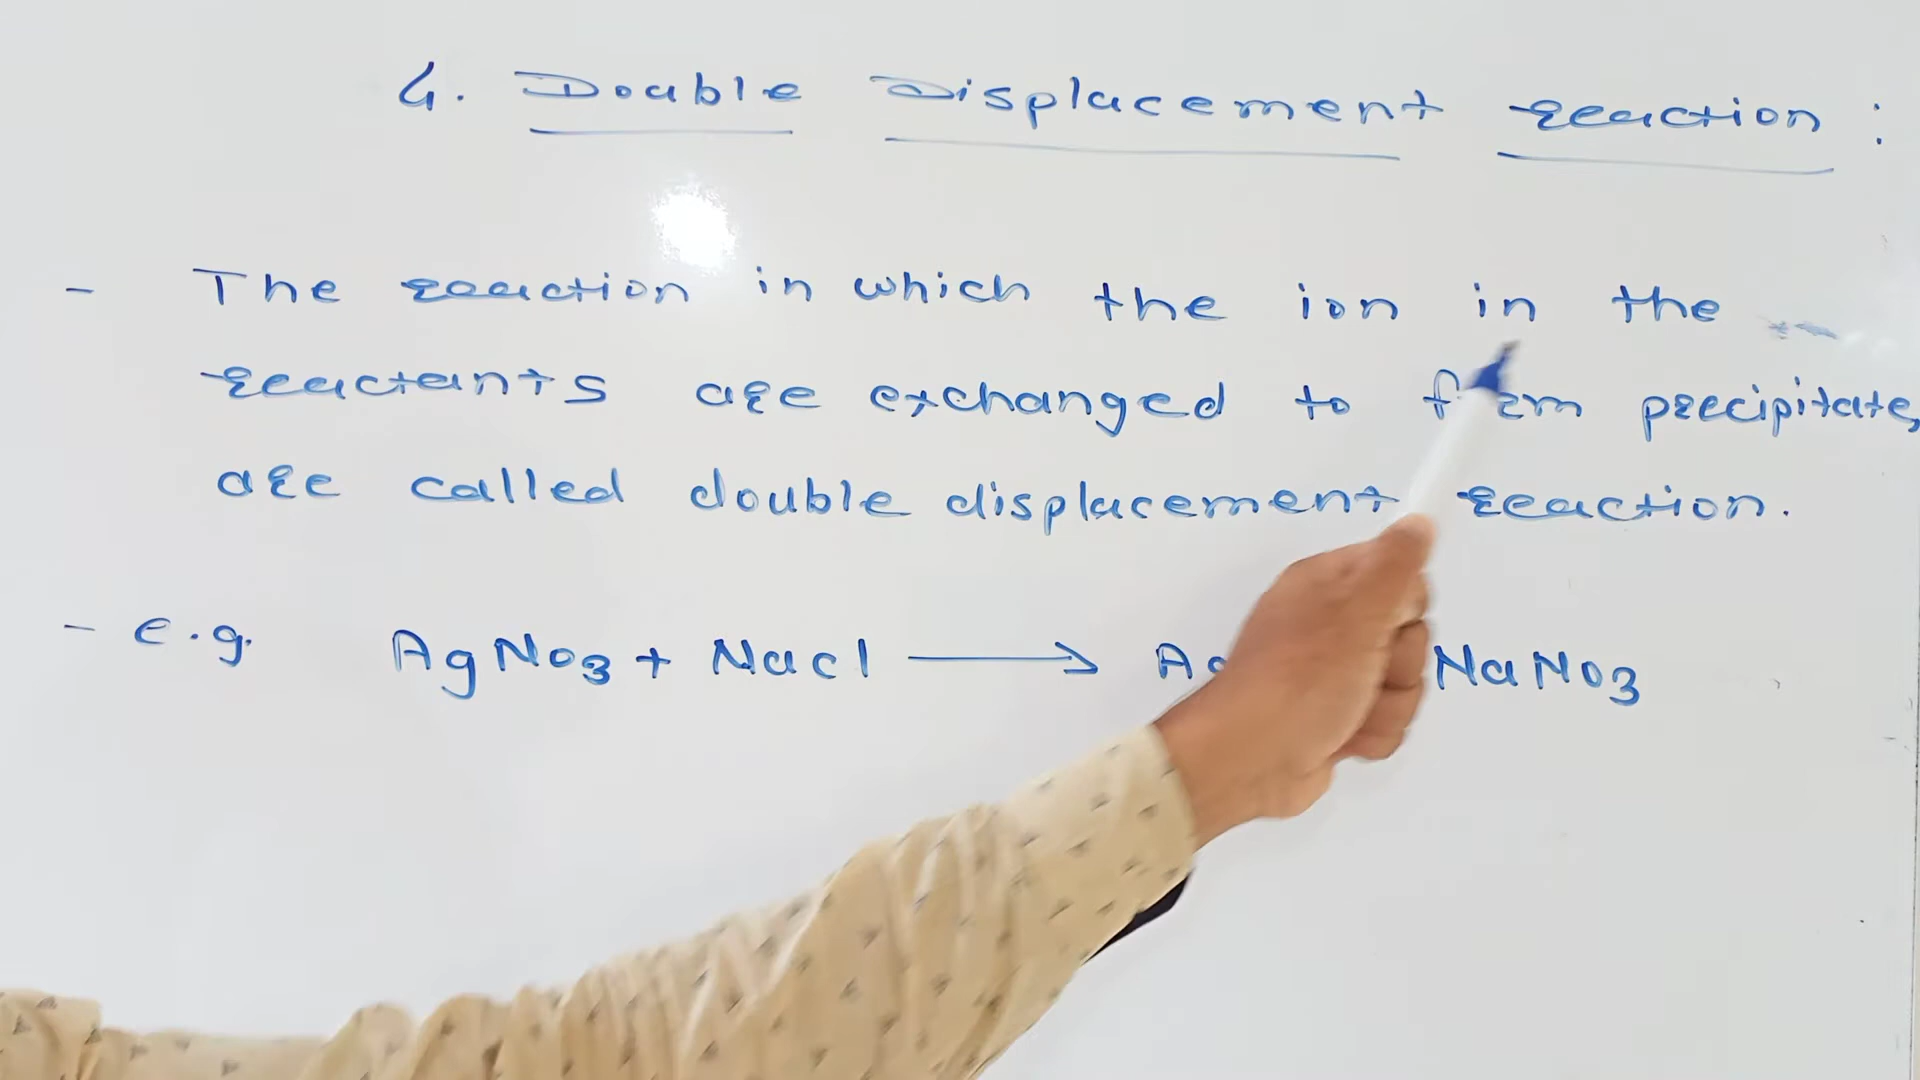 4. Double Displacement reaction :
- The reaction in which the ion in the
reactants are exchanged to form precipitate,
are called double displacement reaction.
- e.g. AgNo3 + Nacl → NaNo3